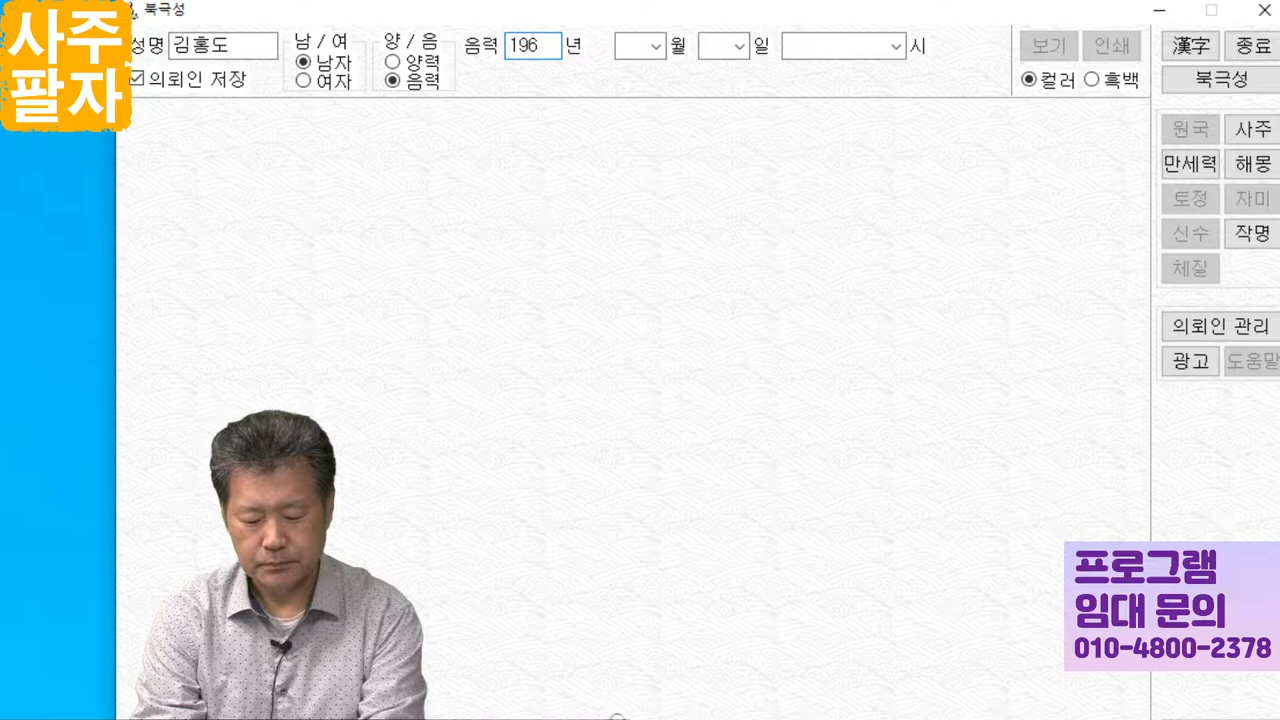 북극성
사주
팔자
성명 김홍도
의뢰인 저장
남 / 여
남자
여자
양 / 음
양력
음력
음력 196 년 월 일 시
보기 인쇄
컬러 흑백
漢字 종료
북극성
원국 사주
만세력 해몽
토정 자미
신수 작명
체질
의뢰인 관리
광고 도움말
프로그램
임대 문의
010-4800-2378